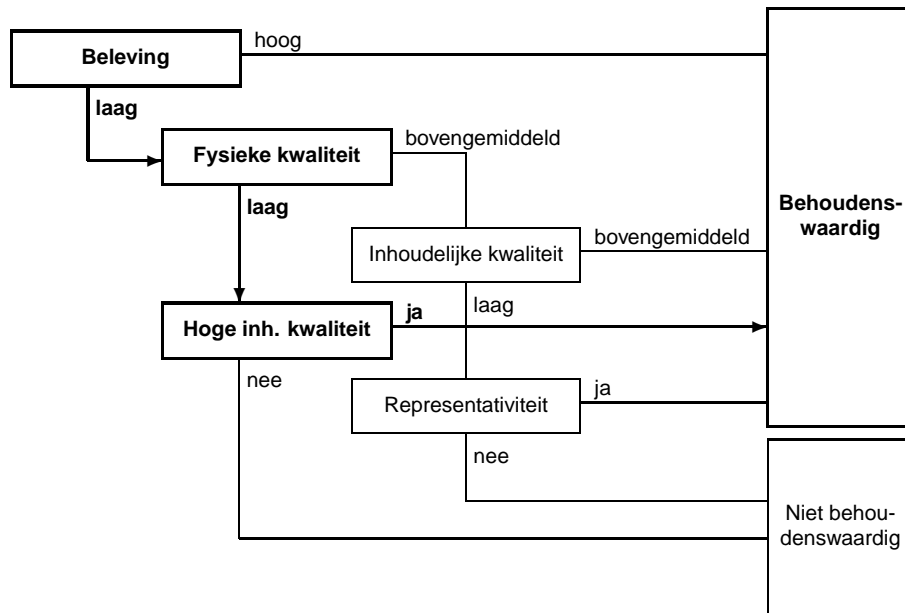 hoog
Beleving
laag
bovengemiddeld
Fysieke kwaliteit
laag
Behoudens-
waardig
bovengemiddeld
Inhoudelijke kwaliteit
laag
ja
Hoge inh. kwaliteit
nee
ja
Representativiteit
nee
Niet behou-
denswaardig